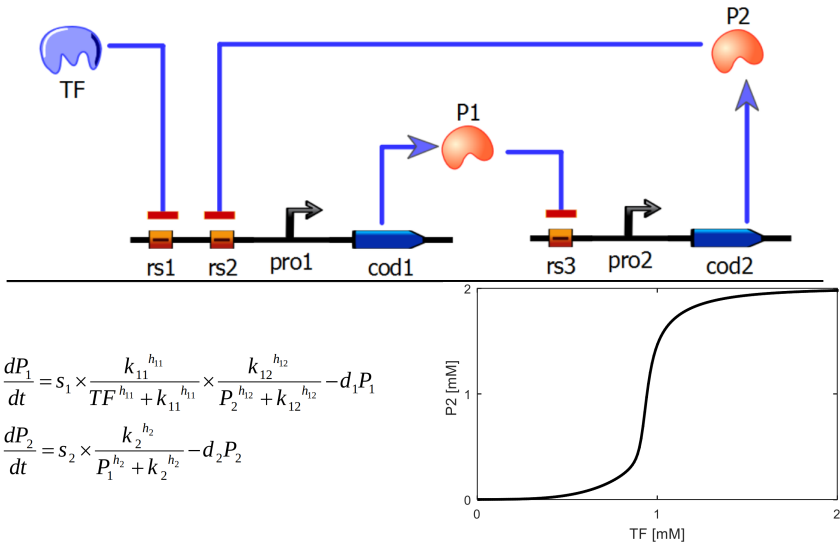 P2
TF
P1
rs1 rs2 pro1 cod1 rs3 pro2 cod2
dP₁/dt = s₁ × k₁₁^h₁₁ / (TF^h₁₁ + k₁₁^h₁₁) × k₁₂^h₁₂ / (P₂^h₁₂ + k₁₂^h₁₂) − d₁P₁
dP₂/dt = s₂ × k₂^h₂ / (P₁^h₂ + k₂^h₂) − d₂P₂
2
1
0
P2 [mM]
0 1 2
TF [mM]